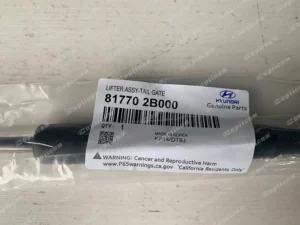 LIFTER ASSY-TAIL GATE
81770 2B000
HYUNDAI
Genuine Parts
QTY: 1
MADE IN KOREA
WARNING: Cancer and Reproductive Harm
www.P65Warnings.ca.gov "California Residents Only"